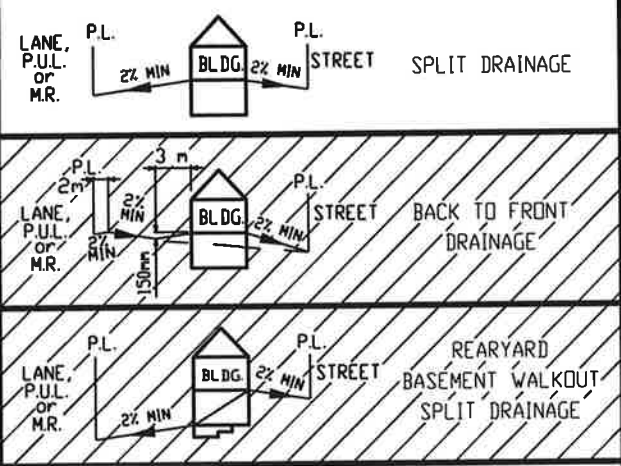 LANE,
P.U.L.
or
M.R.
P.L.
2% MIN
BLDG.
2% MIN
P.L.
STREET
SPLIT DRAINAGE
P.L.
2m
3 m
LANE,
P.U.L.
or
M.R.
2% MIN
2% MIN
150mm
BLDG.
2% MIN
P.L.
STREET
BACK TO FRONT
DRAINAGE
P.L.
LANE,
P.U.L.
or
M.R.
2% MIN
BLDG.
2% MIN
P.L.
STREET
REARYARD
BASEMENT WALKOUT
SPLIT DRAINAGE